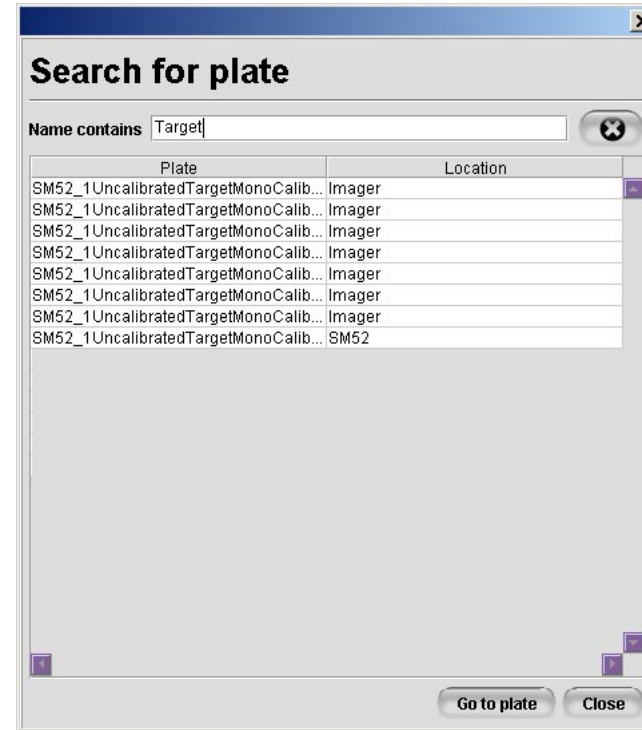 Search for plate
Name contains Target
Plate Location
SM52_1UncalibratedTargetMonoCalib... Imager
SM52_1UncalibratedTargetMonoCalib... Imager
SM52_1UncalibratedTargetMonoCalib... Imager
SM52_1UncalibratedTargetMonoCalib... Imager
SM52_1UncalibratedTargetMonoCalib... Imager
SM52_1UncalibratedTargetMonoCalib... Imager
SM52_1UncalibratedTargetMonoCalib... Imager
SM52_1UncalibratedTargetMonoCalib... SM52
Go to plate Close